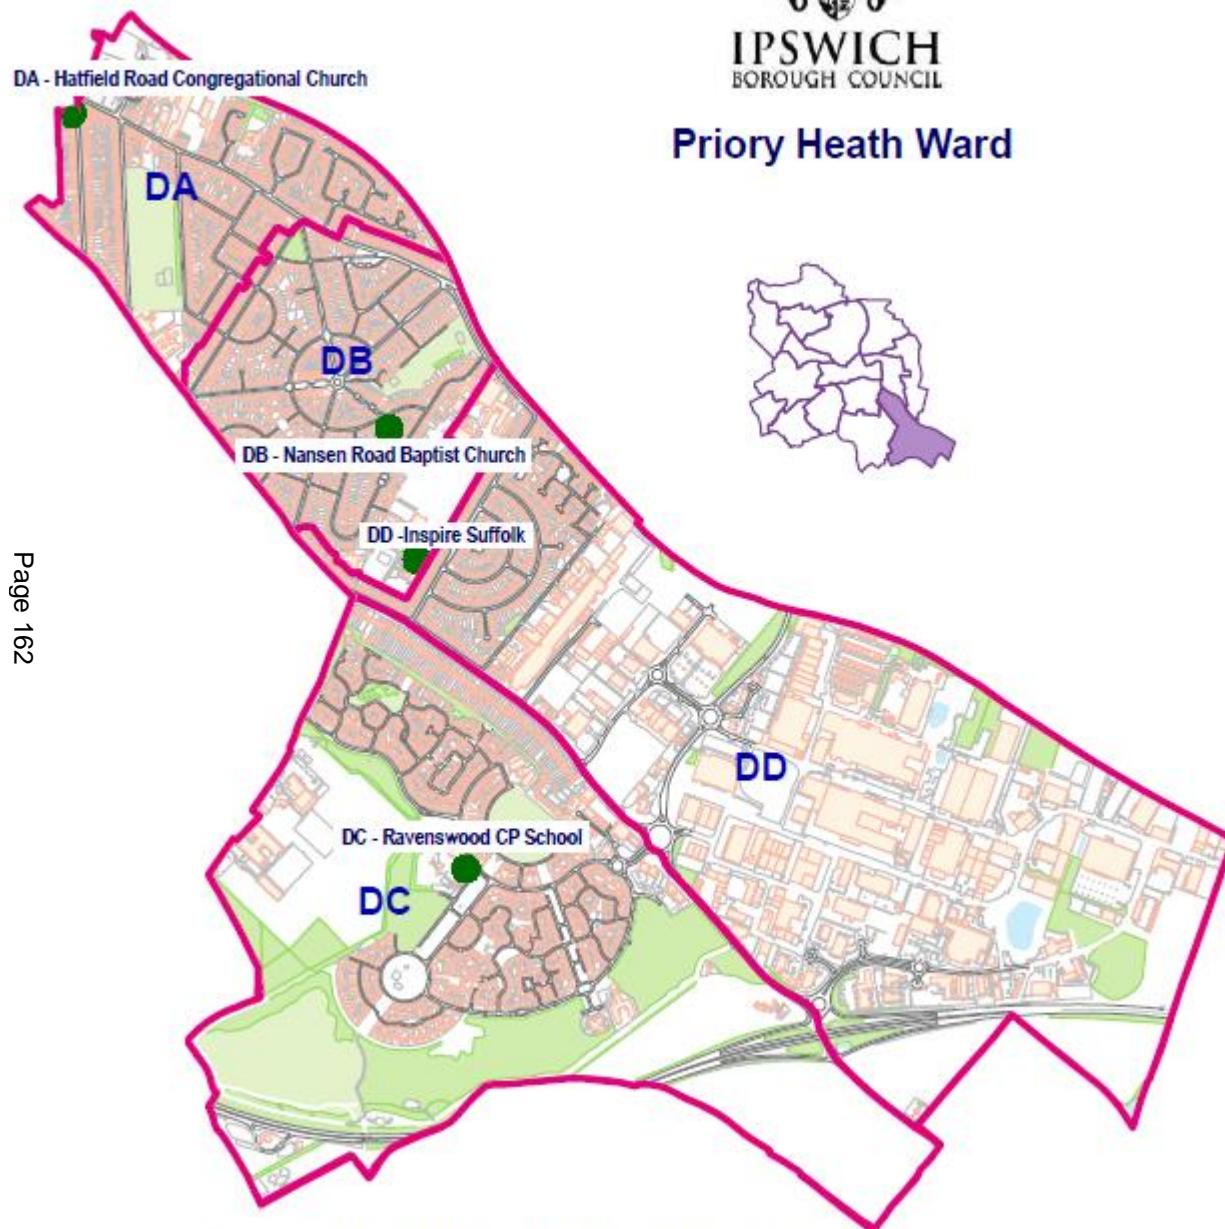 IPSWICH
BOROUGH COUNCIL
Priory Heath Ward
DA - Hatfield Road Congregational Church
DA
DB
DB - Nansen Road Baptist Church
DD -Inspire Suffolk
DD
DC - Ravenswood CP School
DC
Page 162